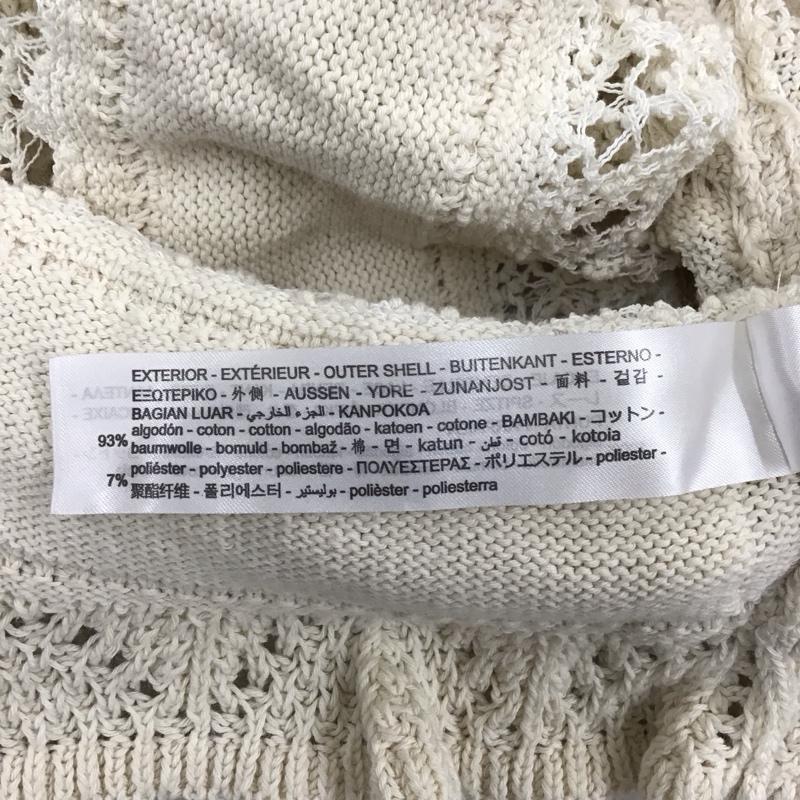 EXTERIOR - EXTÉRIEUR - OUTER SHELL - BUITENKANT - ESTERNO -
ΕΞΩΤΕΡΙΚΟ - 外側 - AUSSEN - YDRE - ZUNANJOST - 面料 - 겉감 -
BAGIAN LUAR - الجزء الخارجي - KANPOKOA
algodón - coton - cotton - algodão - katoen - cotone - ΒΑΜΒΑΚΙ - コットン -
93% baumwolle - bomuld - bombaž - 棉 - 면 - katun - قطن - cotó - kotoia
poliéster - polyester - poliestere - ΠΟΛΥΕΣΤΕΡΑΣ - ポリエステル - poliester -
7% 聚酯纤维 - 폴리에스터 - بوليستير - polièster - poliesterra